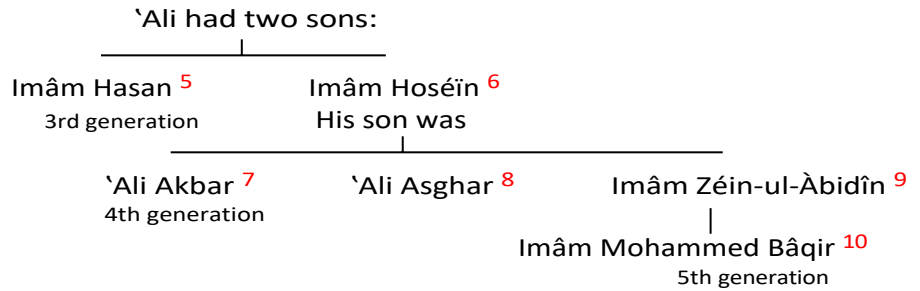 ‛Ali had two sons:
Imâm Hasan 5 Imâm Hoséïn 6
3rd generation His son was
‛Ali Akbar 7 ‛Ali Asghar 8 Imâm Zéin-ul-Àbidîn 9
4th generation
Imâm Mohammed Bâqir 10
5th generation